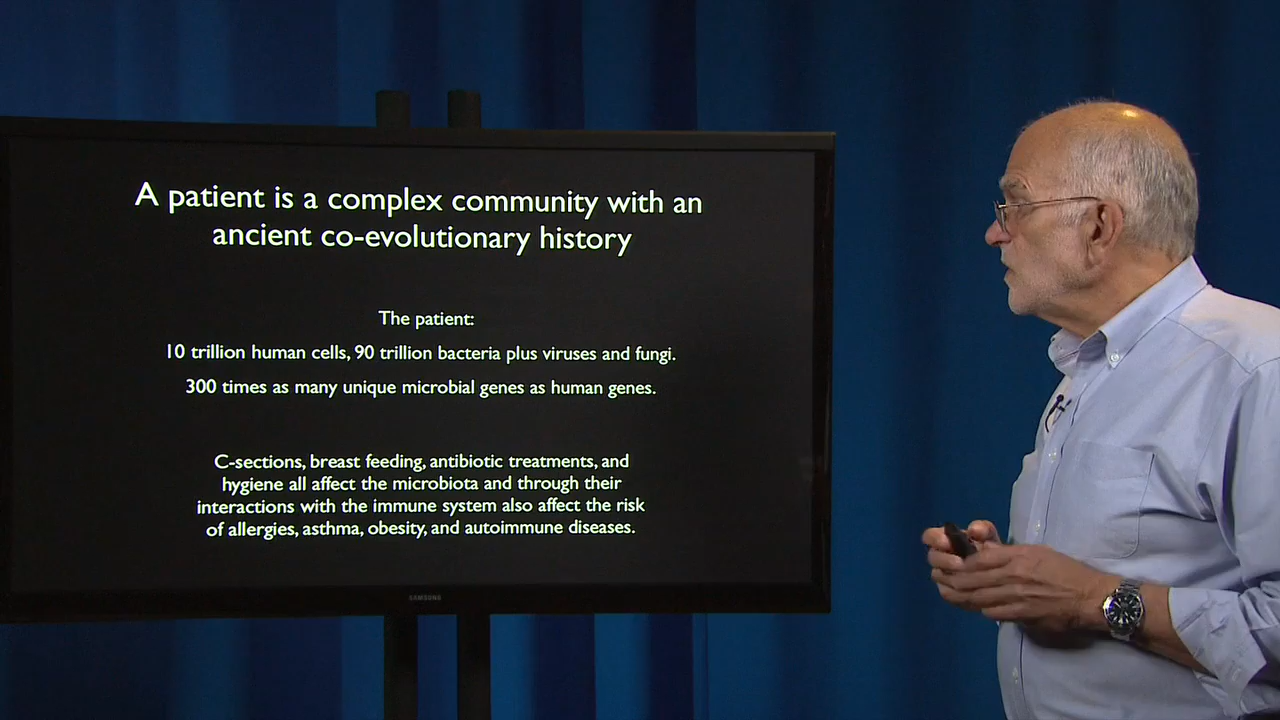 A patient is a complex community with an
ancient co-evolutionary history
The patient:
10 trillion human cells, 90 trillion bacteria plus viruses and fungi.
300 times as many unique microbial genes as human genes.
C-sections, breast feeding, antibiotic treatments, and
hygiene all affect the microbiota and through their
interactions with the immune system also affect the risk
of allergies, asthma, obesity, and autoimmune diseases.
SAMSUNG